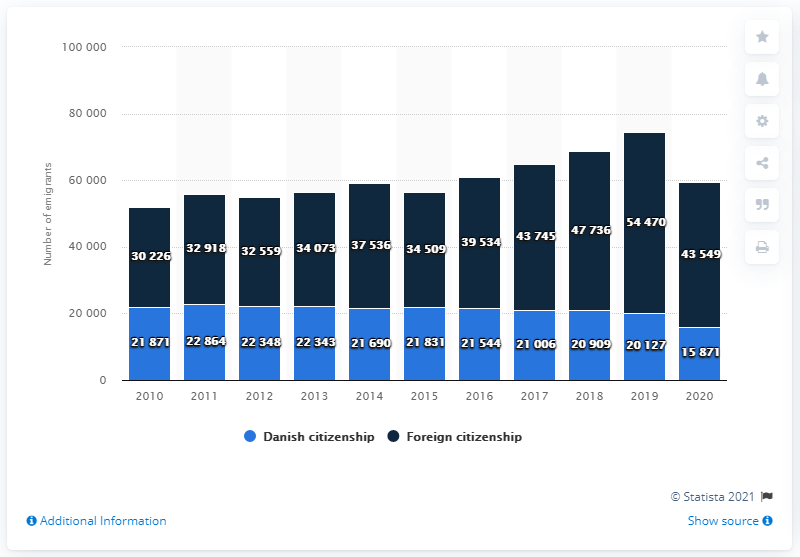 100 000
80 000
60 000
40 000
20 000
0
Number of emigrants
30 226 32 918 32 559 34 073 37 536 34 509 39 534 43 745 47 736 54 470 43 549
21 871 22 864 22 348 22 343 21 690 21 831 21 544 21 006 20 909 20 127 15 871
2010 2011 2012 2013 2014 2015 2016 2017 2018 2019 2020
Danish citizenship Foreign citizenship
© Statista 2021
Additional Information Show source